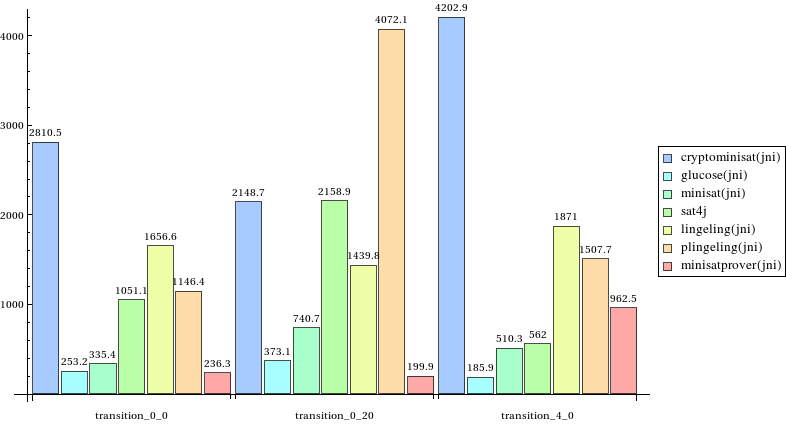 4202.9
4072.1
4000
3000
2810.5
2148.7
2158.9
2000
1871
1656.6
1439.8
1507.7
1146.4
1051.1
1000
962.5
740.7
510.3
562
253.2
335.4
236.3
373.1
199.9
185.9
transition_0_0
transition_0_20
transition_4_0
cryptominisat(jni)
glucose(jni)
minisat(jni)
sat4j
lingeling(jni)
plingeling(jni)
minisatprover(jni)